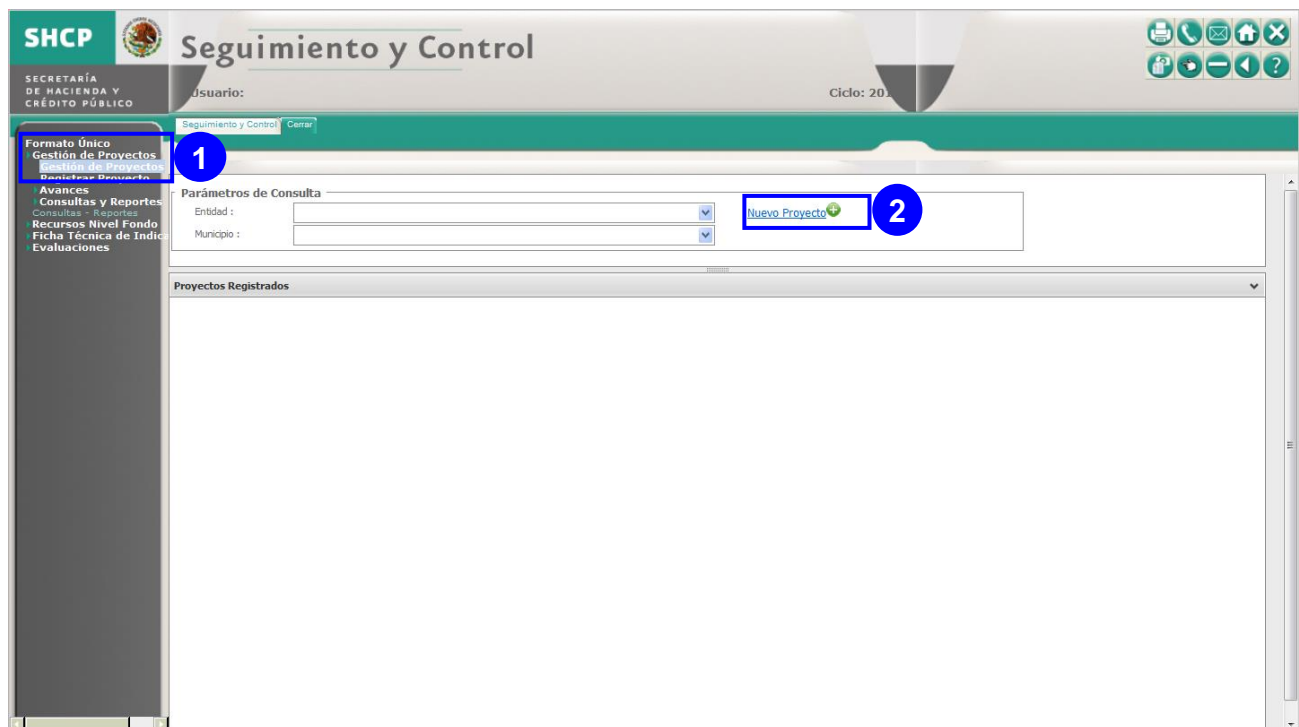 SHCP
SECRETARÍA
DE HACIENDA Y
CRÉDITO PÚBLICO
Seguimiento y Control
Usuario:
Ciclo: 201
Seguimiento y Control Cerrar
Formato Único
Gestión de Proyectos
Gestión de Proyectos
Registrar Proyecto
Avances
Consultas y Reportes
Consultas - Reportes
Recursos Nivel Fondo
Ficha Técnica de Indica
Evaluaciones
1
Parámetros de Consulta
Entidad :
Municipio :
Nuevo Proyecto
2
Proyectos Registrados